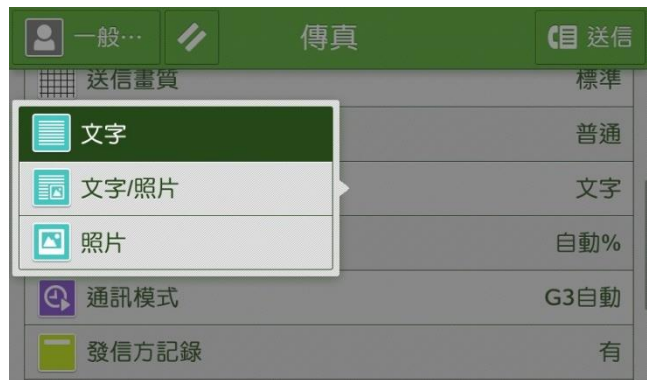 一般… 傳真 送信
送信畫質 標準
文字 普通
文字/照片 文字
照片 自動%
通訊模式 G3自動
發信方記錄 有